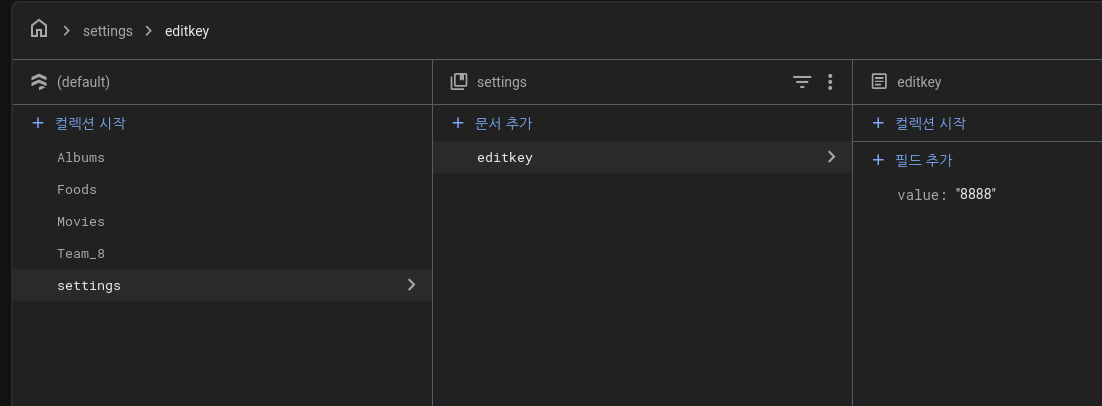 settings editkey
(default)
컬렉션 시작
Albums
Foods
Movies
Team_8
settings
settings
문서 추가
editkey
editkey
컬렉션 시작
필드 추가
value: "8888"